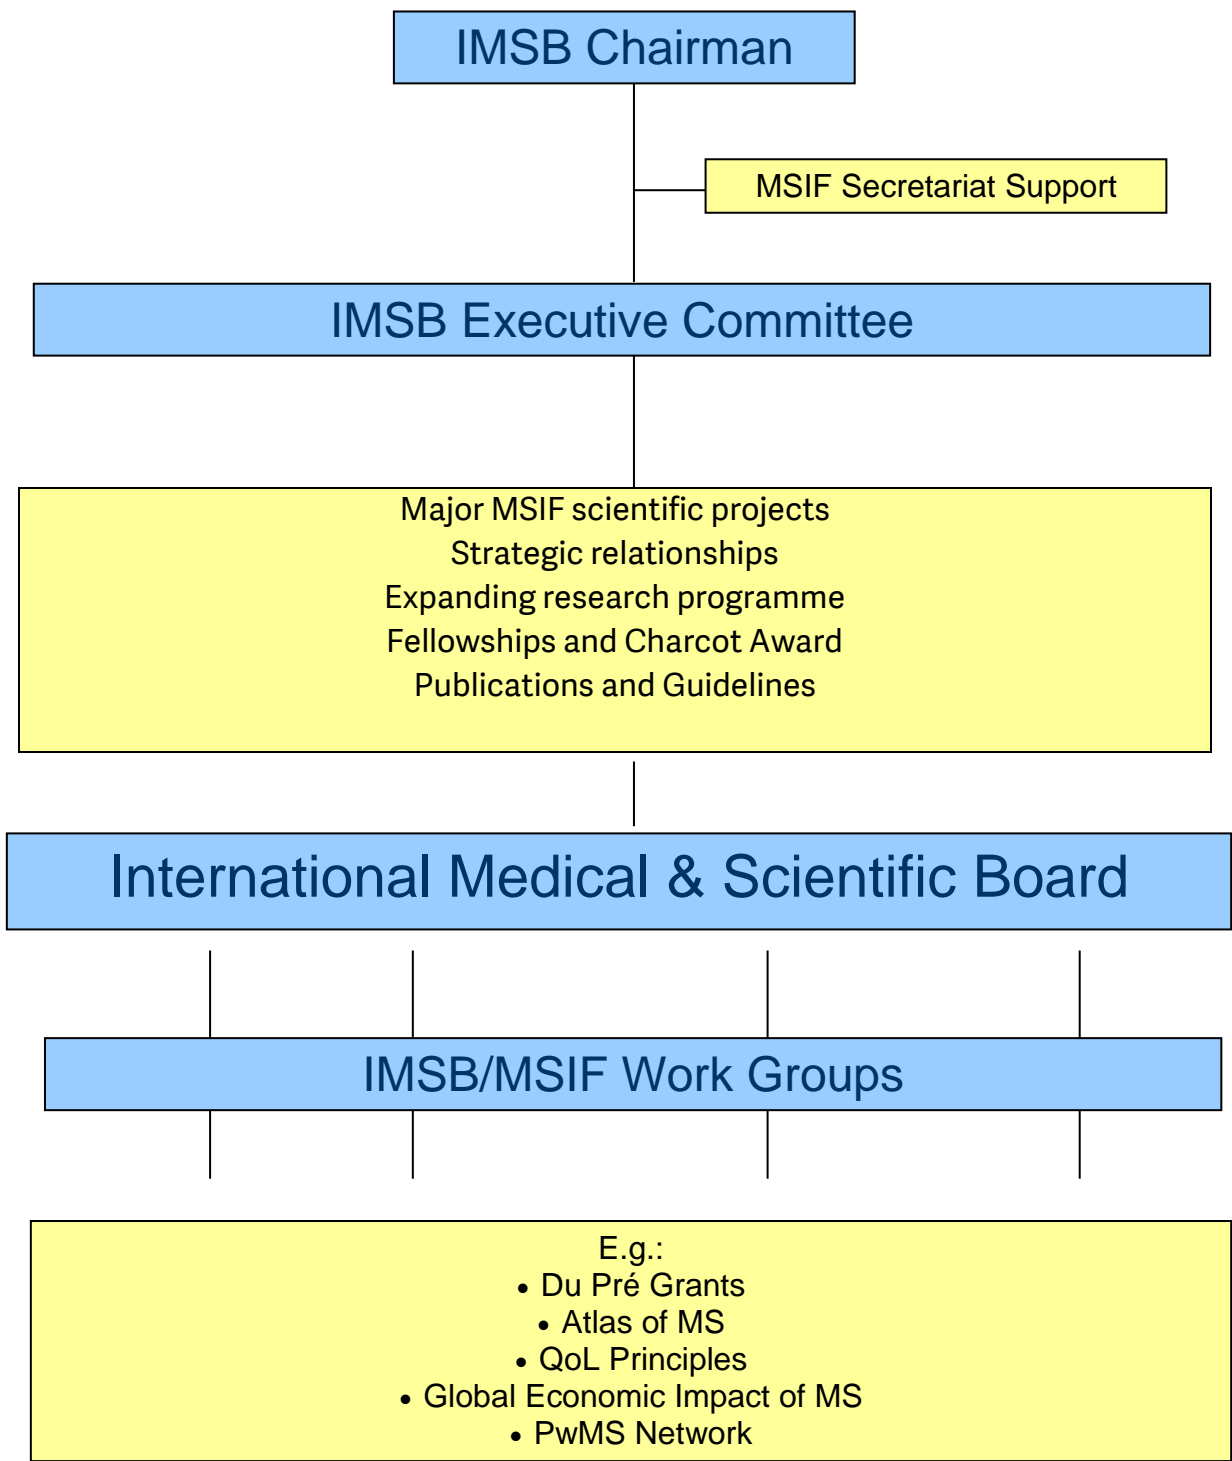 IMSB Chairman
MSIF Secretariat Support
IMSB Executive Committee
Major MSIF scientific projects
Strategic relationships
Expanding research programme
Fellowships and Charcot Award
Publications and Guidelines
International Medical & Scientific Board
IMSB/MSIF Work Groups
E.g.:
• Du Pré Grants
• Atlas of MS
• QoL Principles
• Global Economic Impact of MS
• PwMS Network